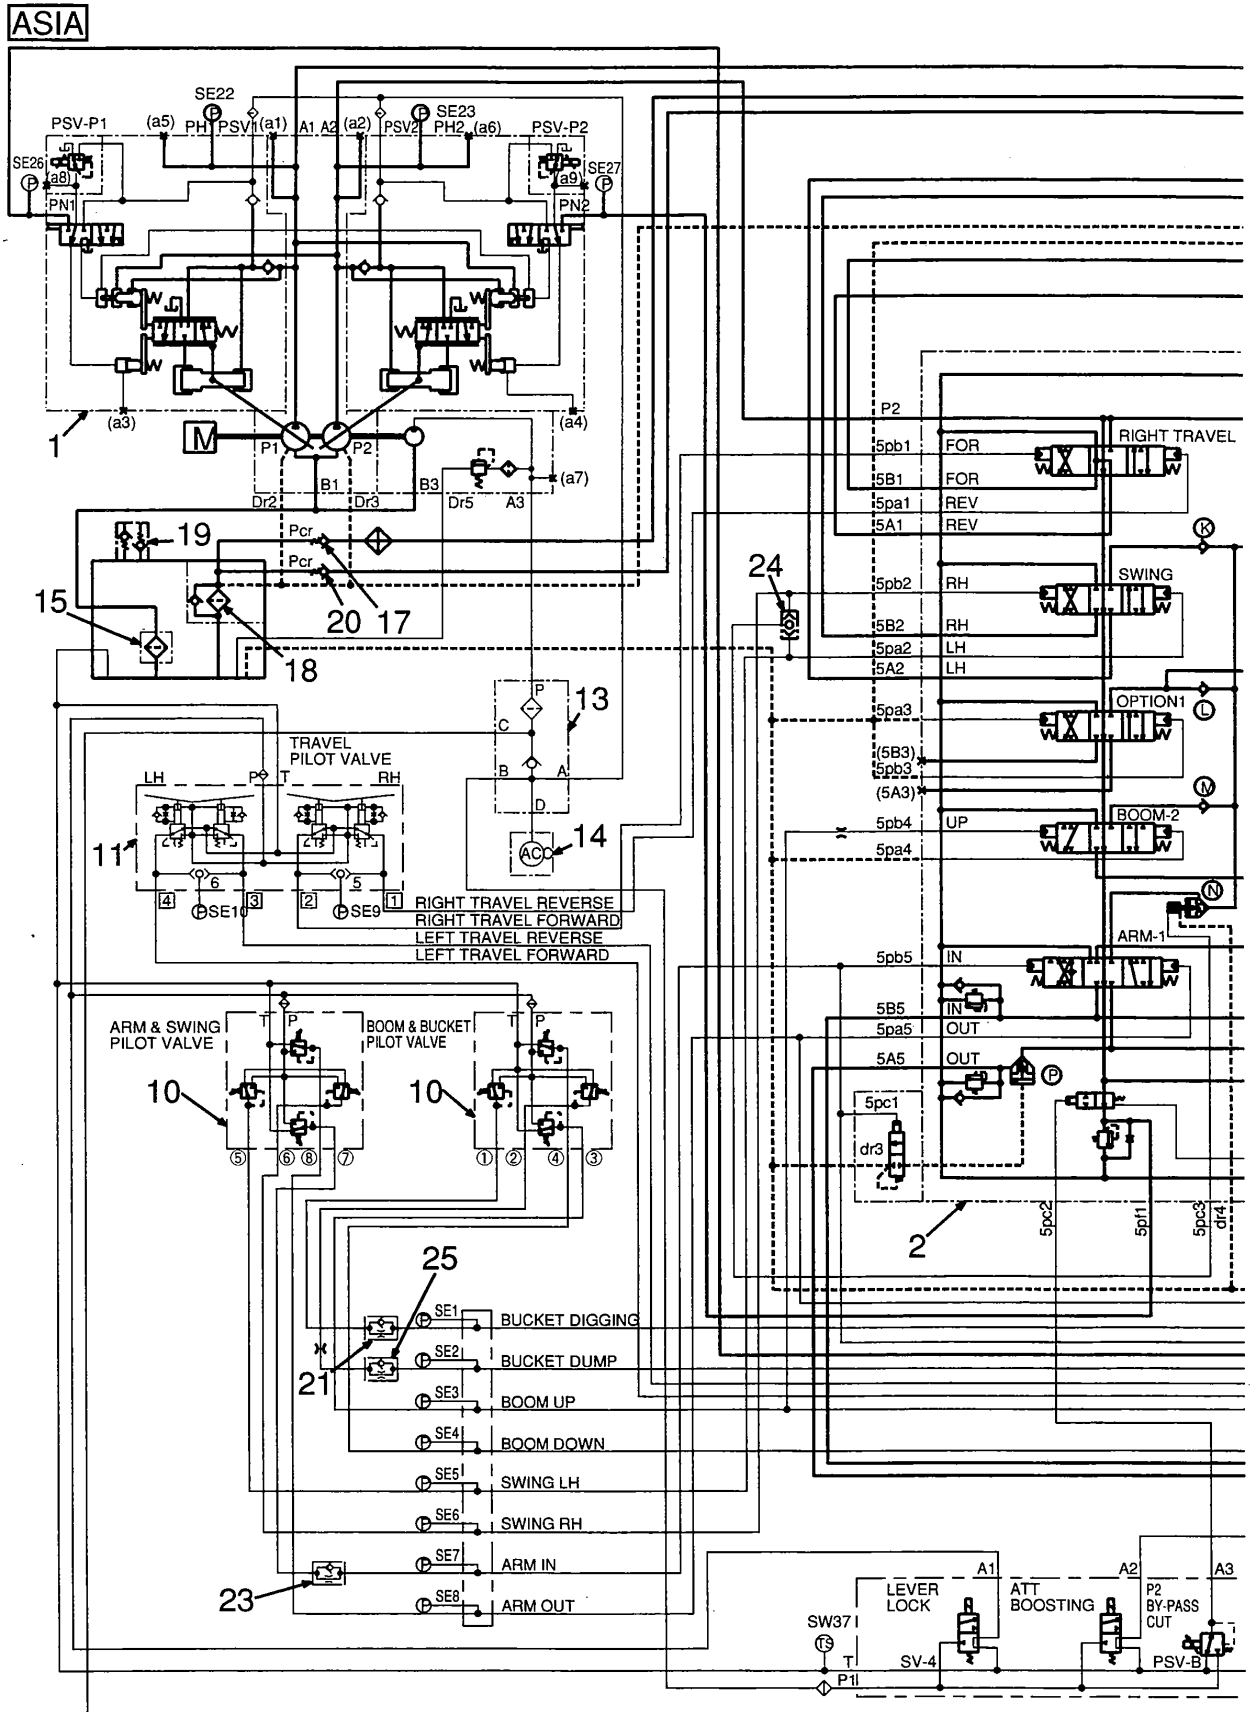 ASIA
SE22
SE23
PSV-P1
(a5)
PH1
PSV1
(a1)
A1
A2
(a2)
PSV2
PH2
(a6)
PSV-P2
SE26
P
P
P
SE27
P
(a8)
(a9)
PN1
PN2
(a3)
(a4)
1
M
P1
P2
B1
B3
(a7)
Dr2
Dr3
Dr5
A3
P2
5pb1
FOR
RIGHT TRAVEL
5B1
FOR
5pa1
REV
5A1
REV
19
Pcr
Pcr
K
24
5pb2
RH
SWING
15
20
17
5B2
RH
5pa2
LH
18
5A2
LH
P
13
5pa3
OPTION1
L
C
TRAVEL
PILOT VALVE
(5B3)
5pb3
LH
P
T
RH
B
A
(5A3)
M
D
5pb4
UP
BOOM-2
11
ACC
14
5pa4
6
5
N
4
P
SE10
3
2
P
SE9
1
RIGHT TRAVEL REVERSE
RIGHT TRAVEL FORWARD
LEFT TRAVEL REVERSE
LEFT TRAVEL FORWARD
ARM-1
5pb5
IN
5B5
IN
ARM & SWING
PILOT VALVE
T
P
BOOM & BUCKET
PILOT VALVE
T
P
5pa5
OUT
5A5
OUT
P
10
10
5pc1
dr3
⑤
⑥
⑧
⑦
①
②
④
③
2
5pc2
5pf1
5pc3
dr4
25
P
SE1
BUCKET DIGGING
21
P
SE2
BUCKET DUMP
P
SE3
BOOM UP
P
SE4
BOOM DOWN
P
SE5
SWING LH
P
SE6
SWING RH
P
SE7
ARM IN
23
P
SE8
ARM OUT
A1
A2
A3
LEVER
LOCK
ATT
BOOSTING
P2
BY-PASS
CUT
SW37
TS
T
SV-4
PSV-B
P1